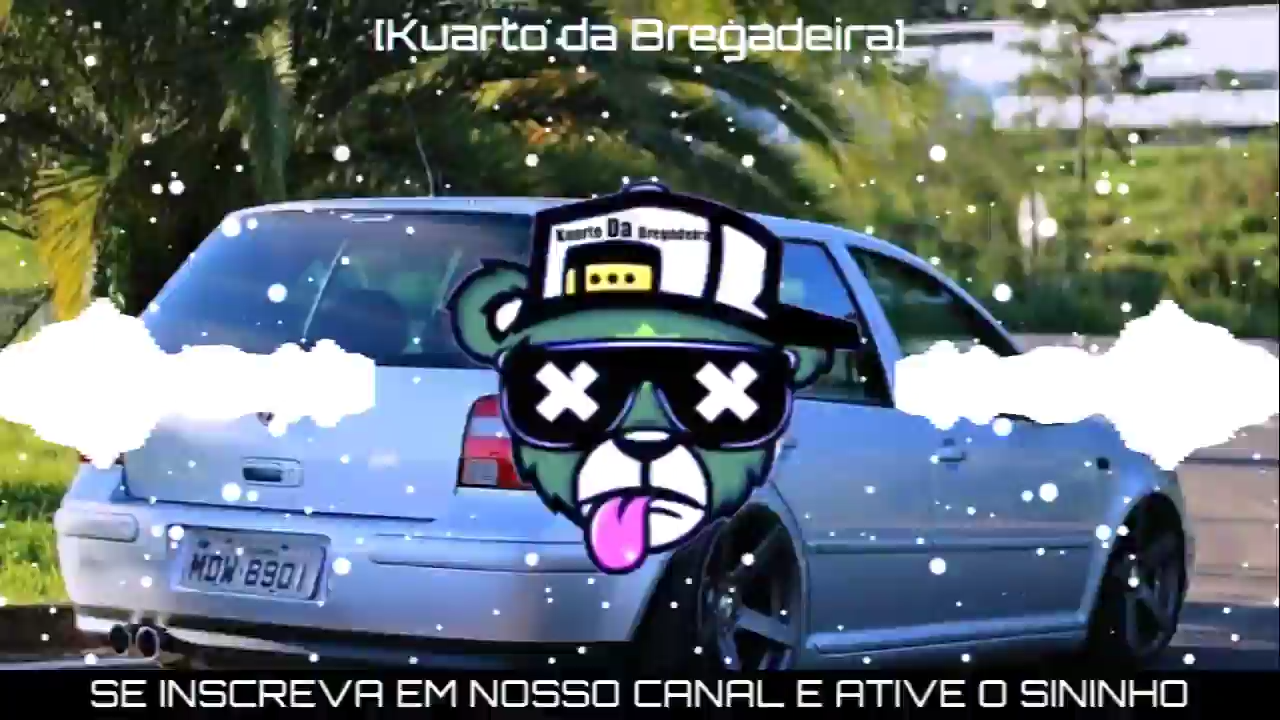 [Kuarto da Bregadeira]
Kuarto Da Bregadeira
MDW 8901
SE INSCREVA EM NOSSO CANAL E ATIVE O SININHO